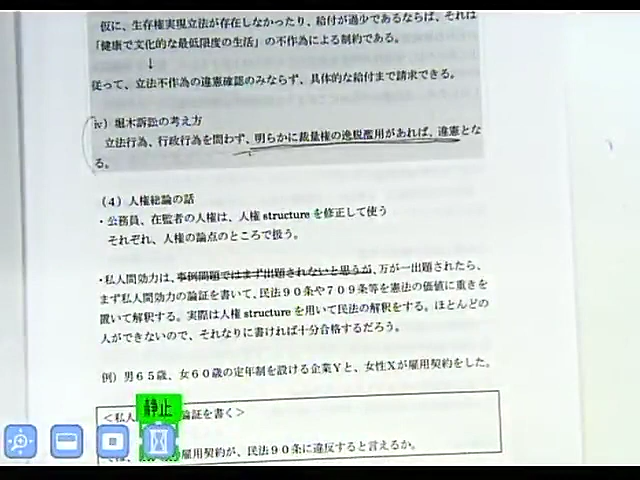 仮に、生存権実現立法が存在しなかったり、給付が過少であるならば、それは
「健康で文化的な最低限度の生活」の不作為による制約である。
↓
従って、立法不作為の違憲確認のみならず、具体的な給付まで請求できる。
ⅳ）堀木訴訟の考え方
立法行為、行政行為を問わず、明らかに裁量権の逸脱濫用があれば、違憲とな
る。
（4）人権総論の話
・公務員、在監者の人権は、人権 structure を修正して使う
それぞれ、人権の論点のところで扱う。
・私人間効力は、事例問題ではまず出題されないと思うが、万が一出題されたら、
まず私人間効力の論証を書いて、民法９０条や７０９条等を憲法の価値に重きを
置いて解釈する。実際は人権 structure を用いて民法の解釈をする。ほとんどの
人ができないので、それなりに書ければ十分合格するだろう。
例）男６５歳、女６０歳の定年制を設ける企業Yと、女性Xが雇用契約をした。
静止
＜私人 論証を書く＞
雇用契約が、民法９０条に違反すると言えるか。